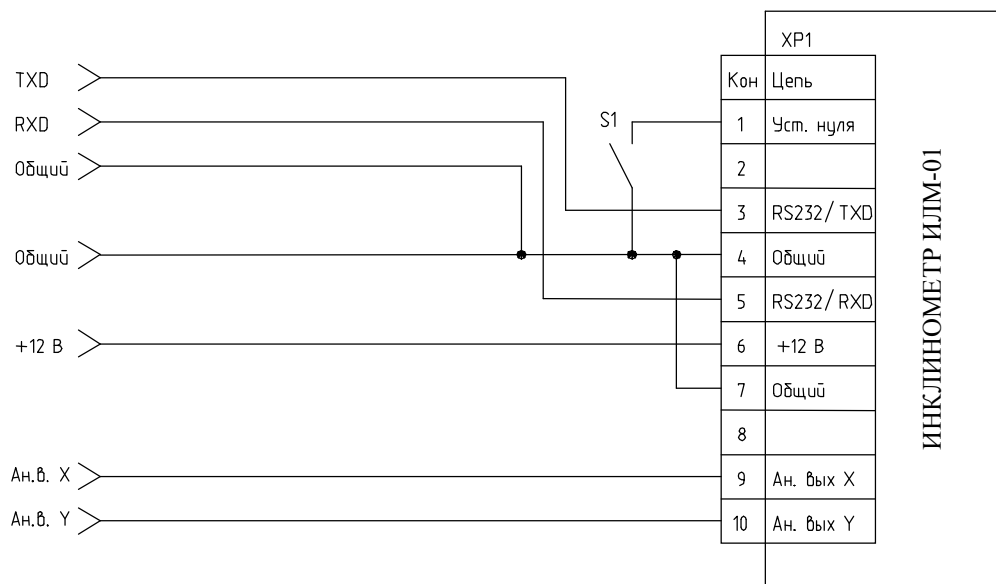 XP1
Кон Цепь
TXD
RXD
S1
1 Уст. нуля
Общий
2
3 RS232/TXD
Общий
4 Общий
5 RS232/RXD
+12 В
6 +12 В
7 Общий
8
Ан.в. X
9 Ан. вых X
Ан.в. Y
10 Ан. вых Y
ИНКЛИНОМЕТР ИЛМ-01